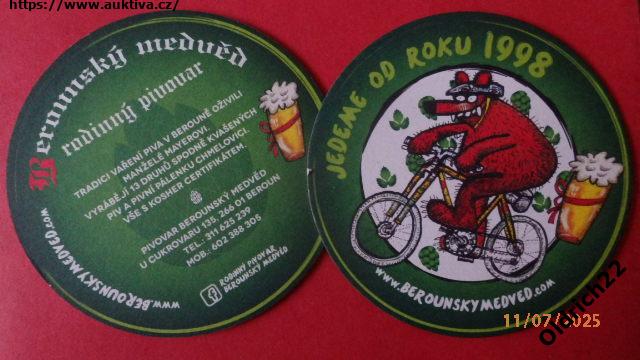 https://www.auktiva.cz/
Berounský medvěd
rodinný pivovar
TRADICI VAŘENÍ PIVA V BEROUNĚ OŽIVILI
MANŽELÉ MAYEROVI.
VYRÁBĚJÍ 13 DRUHŮ SPODNĚ KVAŠENÝCH
PIV A PIVNÍ PÁLENKU CHMELOVICI.
VŠE S KOSHER CERTIFIKÁTEM.
PIVOVAR BEROUNSKÝ MEDVĚD
U CUKROVARU 135, 266 01 BEROUN
TEL.: 311 625 239
MOB.: 602 388 305
RODINNÝ PIVOVAR
BEROUNSKÝ MEDVĚD
WWW.BEROUNSKYMEDVED.COM
JEDEME OD ROKU 1998
WWW.BEROUNSKYMEDVED.COM
11/07/2025
Oldrich22